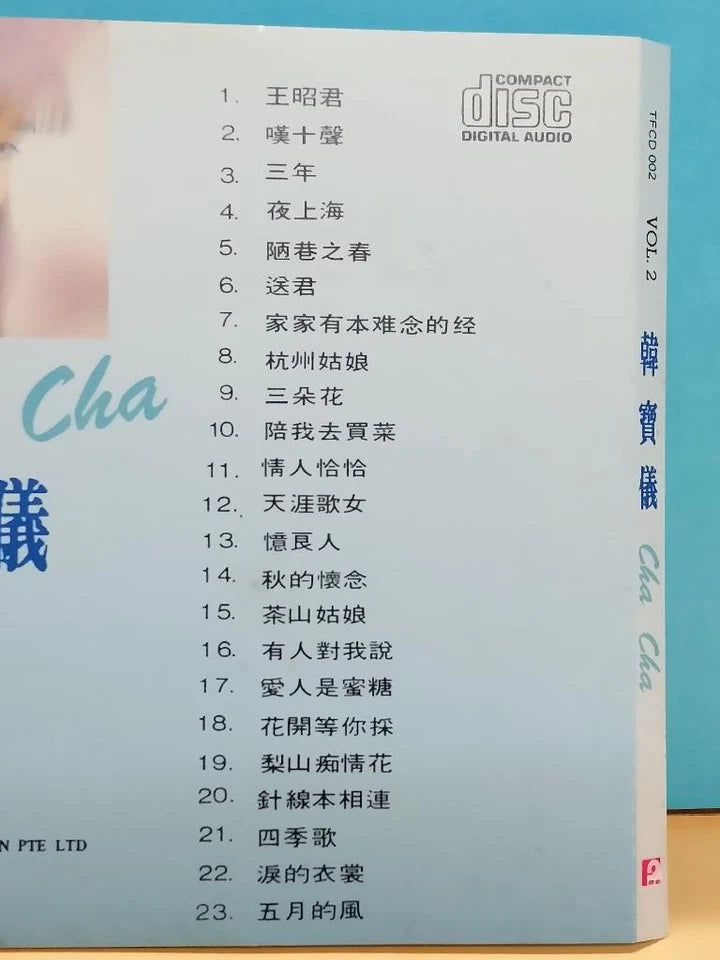 COMPACT
disc
DIGITAL AUDIO
1. 王昭君
2. 嘆十聲
3. 三年
4. 夜上海
5. 陋巷之春
6. 送君
7. 家家有本难念的经
8. 杭州姑娘
9. 三朵花
10. 陪我去買菜
11. 情人恰恰
12. 天涯歌女
13. 憶良人
14. 秋的懷念
15. 茶山姑娘
16. 有人對我說
17. 愛人是蜜糖
18. 花開等你採
19. 梨山痴情花
20. 針線本相連
21. 四季歌
22. 淚的衣裳
23. 五月的風
Cha
儀
N PTE LTD
TFCD 002 VOL. 2 韓寶儀 Cha Cha